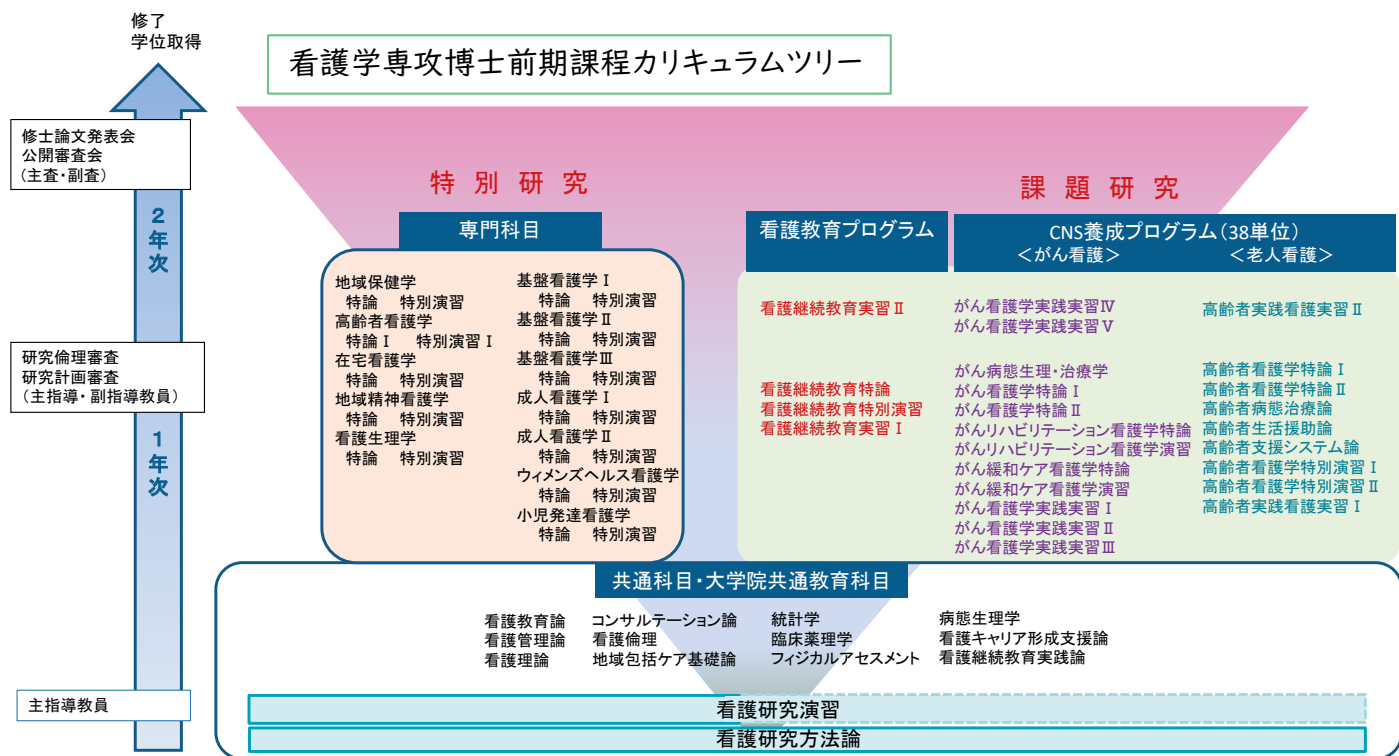 修了
学位取得
看護学専攻博士前期課程カリキュラムツリー
修士論文発表会
公開審査会
(主査・副査)
2年次
研究倫理審査
研究計画審査
(主指導・副指導教員)
1年次
主指導教員
特別研究
専門科目
地域保健学
特論 特別演習
高齢者看護学
特論Ⅰ 特別演習Ⅰ
在宅看護学
特論 特別演習
地域精神看護学
特論 特別演習
看護生理学
特論 特別演習
基盤看護学Ⅰ
特論 特別演習
基盤看護学Ⅱ
特論 特別演習
基盤看護学Ⅲ
特論 特別演習
成人看護学Ⅰ
特論 特別演習
成人看護学Ⅱ
特論 特別演習
ウィメンズヘルス看護学
特論 特別演習
小児発達看護学
特論 特別演習
課題研究
看護教育プログラム
看護継続教育実習Ⅱ
看護継続教育特論
看護継続教育特別演習
看護継続教育実習Ⅰ
CNS養成プログラム(38単位)
<がん看護> <老人看護>
がん看護学実践実習Ⅳ
がん看護学実践実習Ⅴ
がん病態生理・治療学
がん看護学特論Ⅰ
がん看護学特論Ⅱ
がんリハビリテーション看護学特論
がんリハビリテーション看護学演習
がん緩和ケア看護学特論
がん緩和ケア看護学演習
がん看護学実践実習Ⅰ
がん看護学実践実習Ⅱ
がん看護学実践実習Ⅲ
高齢者実践看護実習Ⅱ
高齢者看護学特論Ⅰ
高齢者看護学特論Ⅱ
高齢者病態治療論
高齢者生活援助論
高齢者支援システム論
高齢者看護学特別演習Ⅰ
高齢者看護学特別演習Ⅱ
高齢者実践看護実習Ⅰ
共通科目・大学院共通教育科目
看護教育論 コンサルテーション論 統計学 病態生理学
看護管理論 看護倫理 臨床薬理学 看護キャリア形成支援論
看護理論 地域包括ケア基礎論 フィジカルアセスメント 看護継続教育実践論
看護研究演習
看護研究方法論